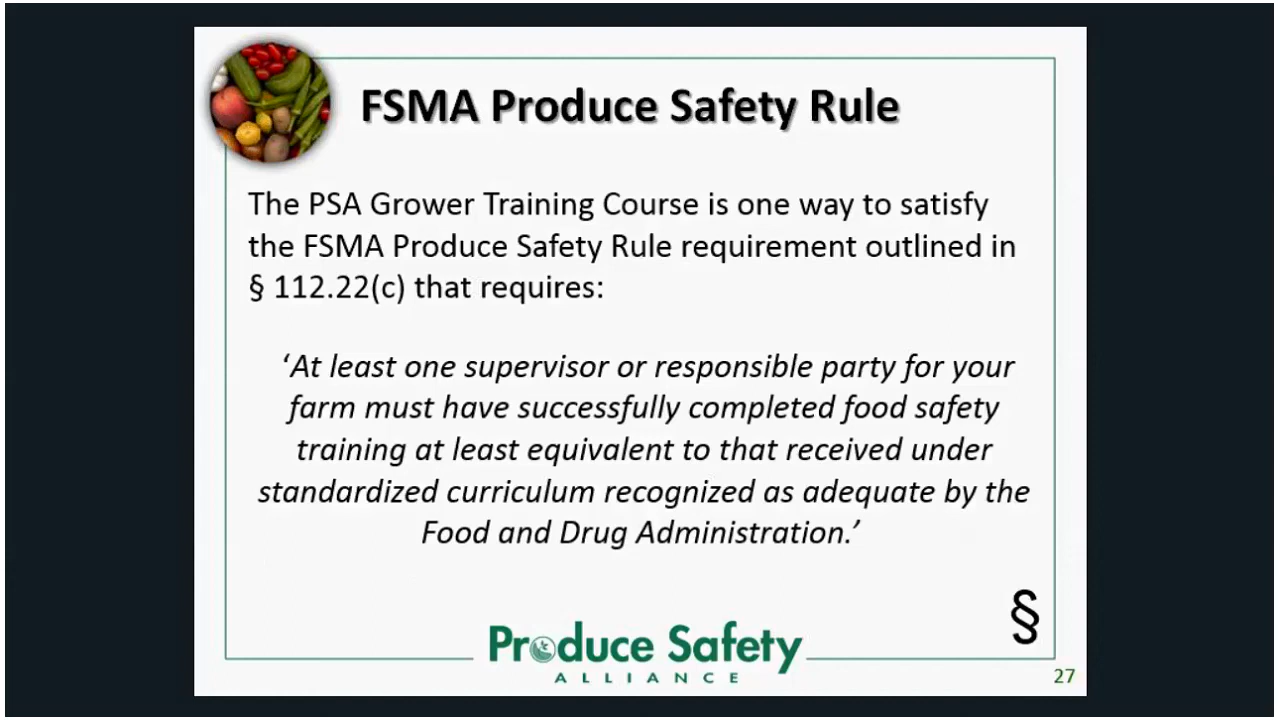 FSMA Produce Safety Rule
The PSA Grower Training Course is one way to satisfy
the FSMA Produce Safety Rule requirement outlined in
§ 112.22(c) that requires:
‘At least one supervisor or responsible party for your
farm must have successfully completed food safety
training at least equivalent to that received under
standardized curriculum recognized as adequate by the
Food and Drug Administration.’
§
Produce Safety
ALLIANCE
27